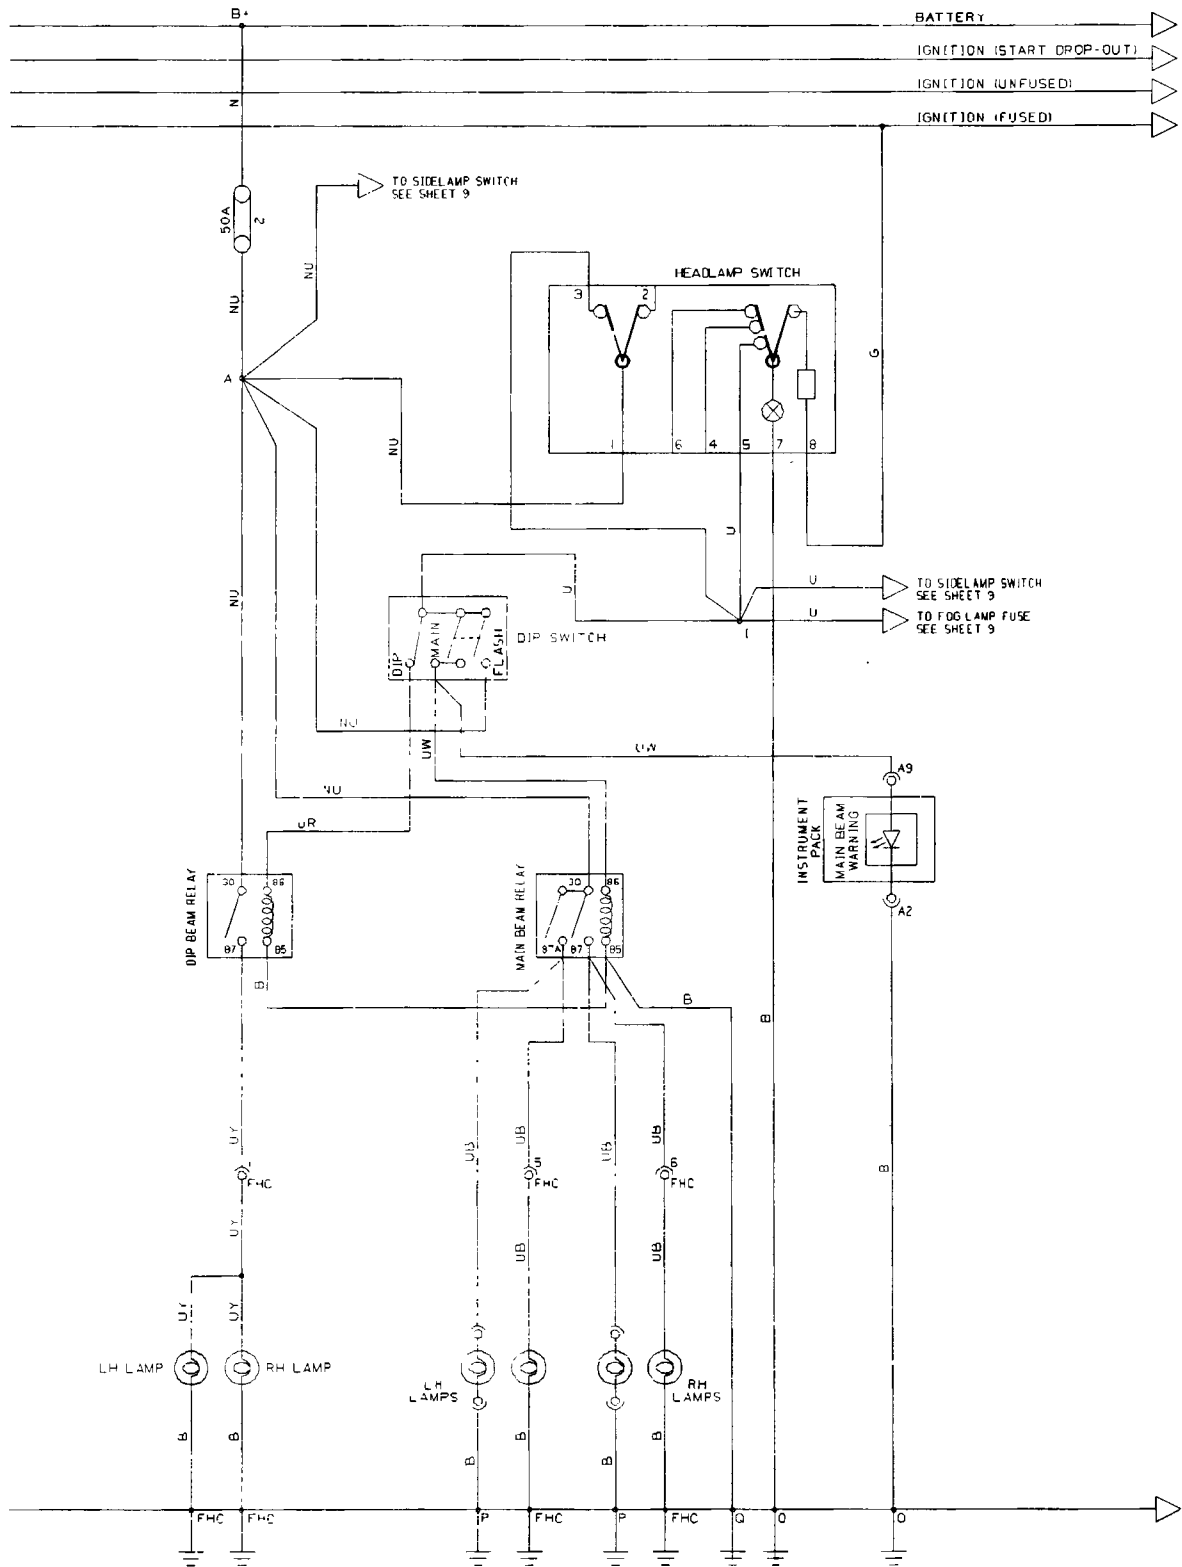 B+
BATTERY
IGNITION (START DROP-OUT)
IGNITION (UNFUSED)
IGNITION (FUSED)
N
50A
2
TO SIDELAMP SWITCH
SEE SHEET 9
NU
NU
HEADLAMP SWITCH
3
2
G
A
NU
1
6
4
5
7
8
U
NU
U
U
TO SIDELAMP SWITCH
SEE SHEET 9
U
TO FOG LAMP FUSE
SEE SHEET 9
I
DIP
MAIN
FLASH
DIP SWITCH
NU
UW
UW
A9
NU
UR
INSTRUMENT
PACK
MAIN BEAM
WARNING
A2
DIP BEAM RELAY
30
86
87
85
MAIN BEAM RELAY
30
86
87A
87
85
B
B
B
UY
UB
UB
UB
UB
B
FHC
5
FHC
6
FHC
UY
UB
UB
UY
UY
LH LAMP
RH LAMP
LH
LAMPS
RH
LAMPS
B
B
B
B
B
B
FHC
FHC
P
FHC
P
FHC
Q
Q
Q